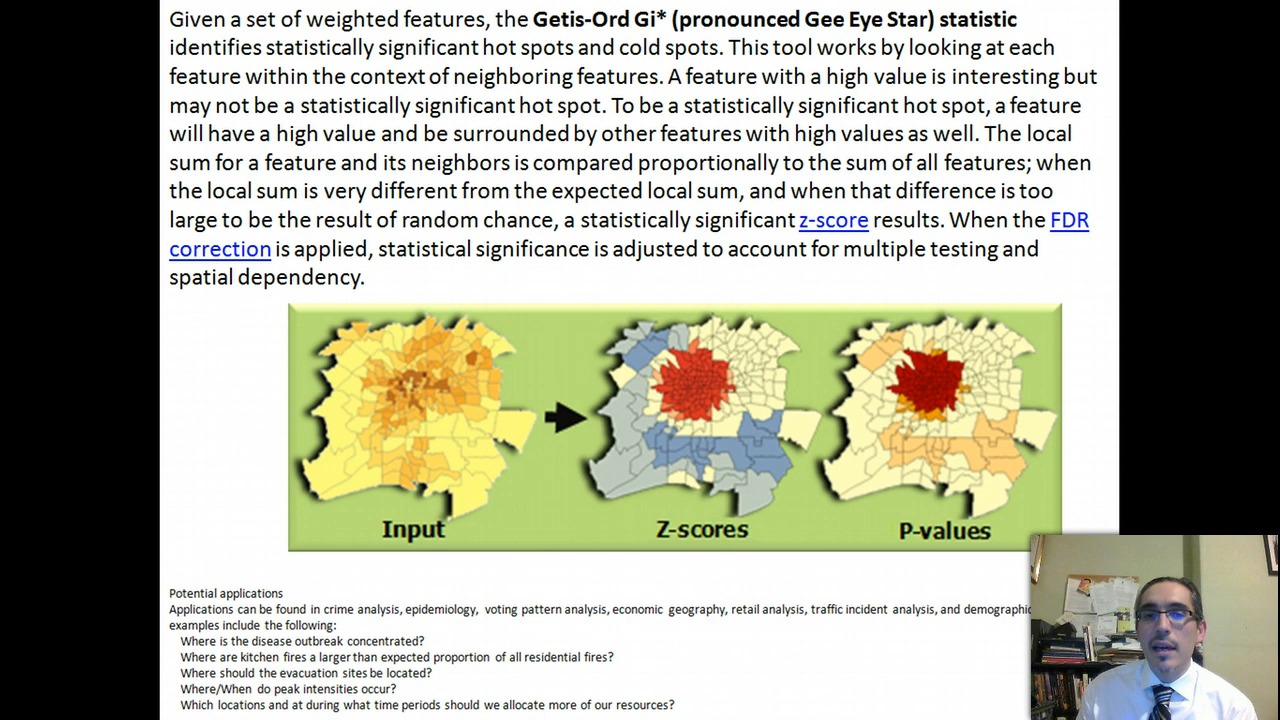 Given a set of weighted features, the Getis-Ord Gi* (pronounced Gee Eye Star) statistic
identifies statistically significant hot spots and cold spots. This tool works by looking at each
feature within the context of neighboring features. A feature with a high value is interesting but
may not be a statistically significant hot spot. To be a statistically significant hot spot, a feature
will have a high value and be surrounded by other features with high values as well. The local
sum for a feature and its neighbors is compared proportionally to the sum of all features; when
the local sum is very different from the expected local sum, and when that difference is too
large to be the result of random chance, a statistically significant z-score results. When the FDR
correction is applied, statistical significance is adjusted to account for multiple testing and
spatial dependency.
Input
Z-scores
P-values
Potential applications
Applications can be found in crime analysis, epidemiology, voting pattern analysis, economic geography, retail analysis, traffic incident analysis, and demographic
examples include the following:
Where is the disease outbreak concentrated?
Where are kitchen fires a larger than expected proportion of all residential fires?
Where should the evacuation sites be located?
Where/When do peak intensities occur?
Which locations and at during what time periods should we allocate more of our resources?